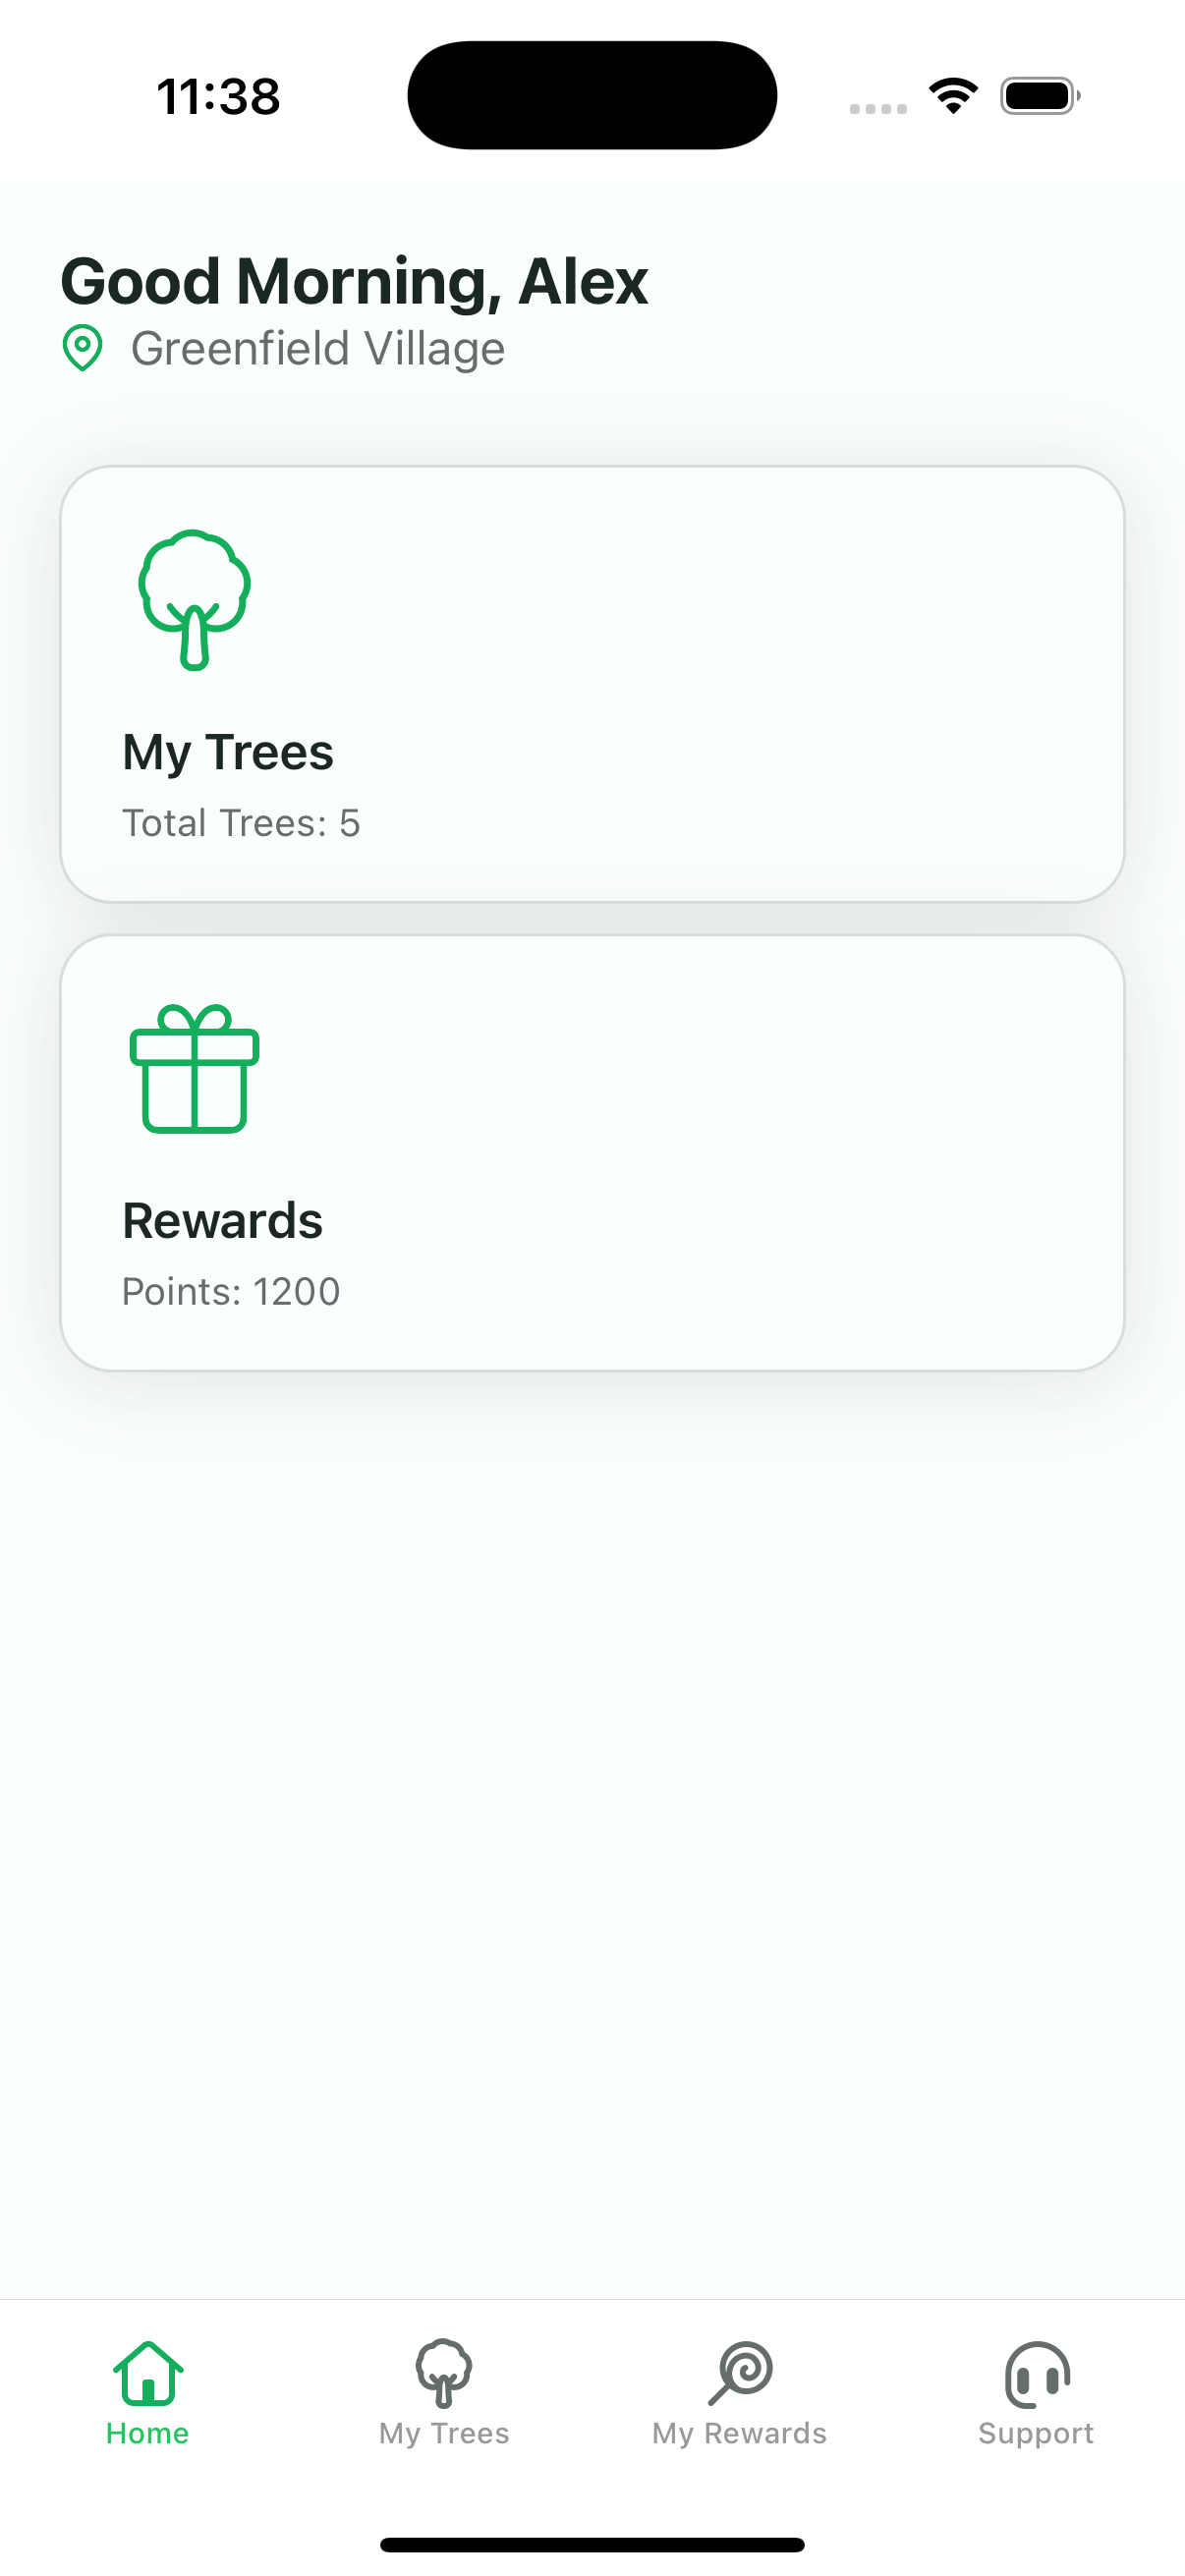 11:38
Good Morning, Alex
Greenfield Village
My Trees
Total Trees: 5
Rewards
Points: 1200
Home
My Trees
My Rewards
Support